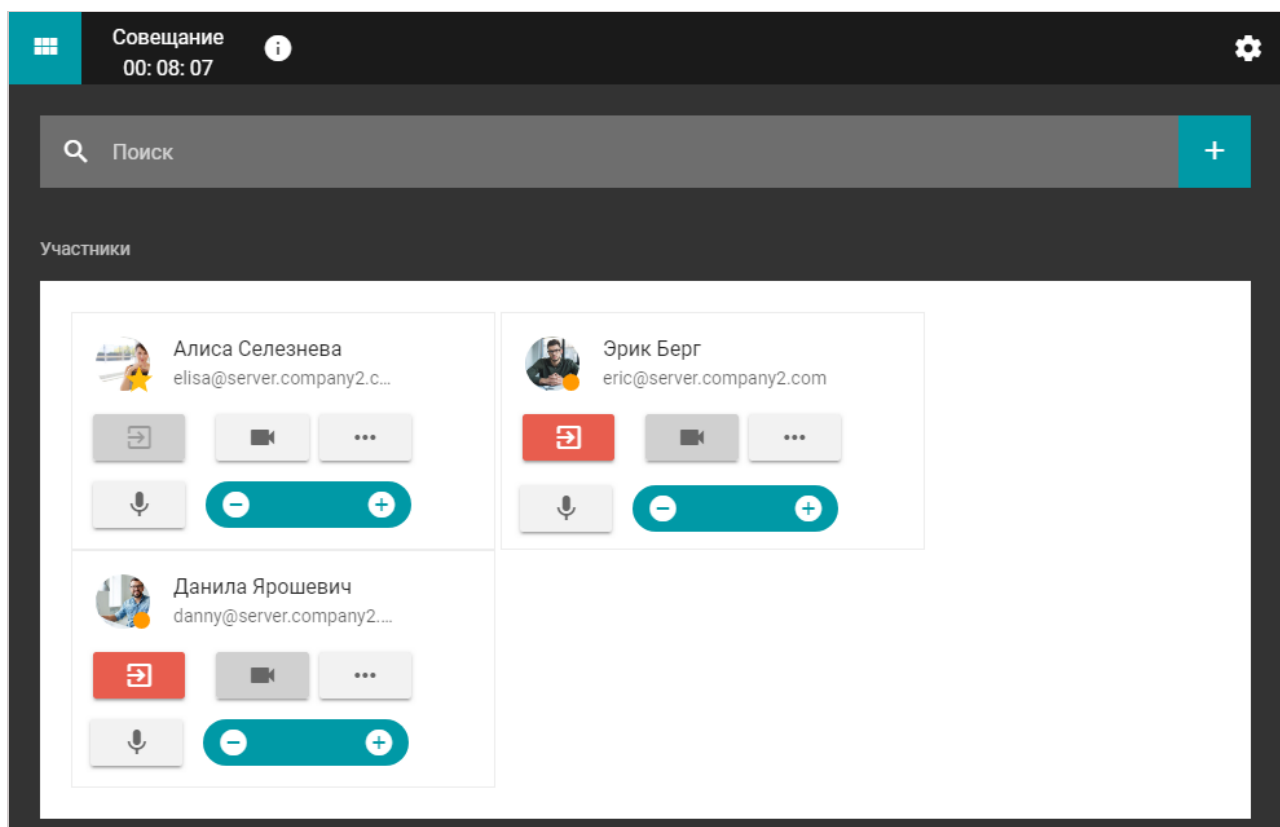 Совещание
00: 08: 07
Поиск
Участники
Алиса Селезнева
elisa@server.company2.c...
Эрик Берг
eric@server.company2.com
Данила Ярошевич
danny@server.company2....